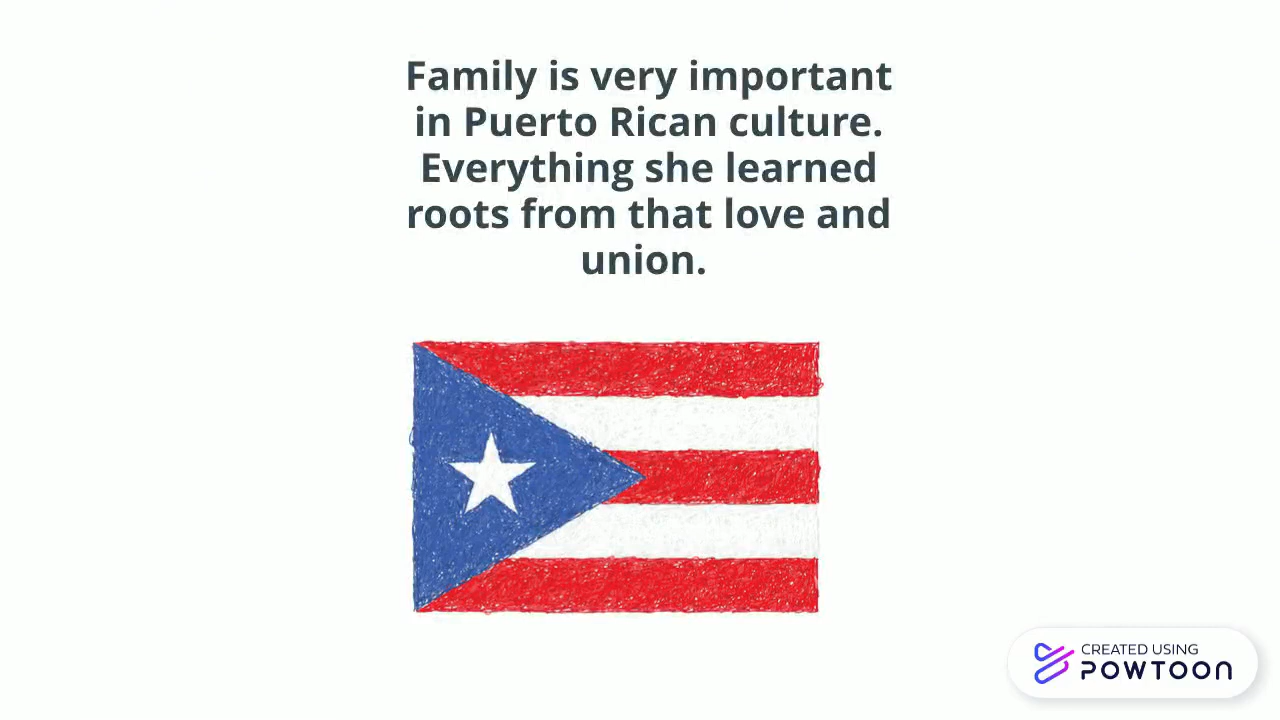 Family is very important
in Puerto Rican culture.
Everything she learned
roots from that love and
union.
CREATED USING
POWTOON